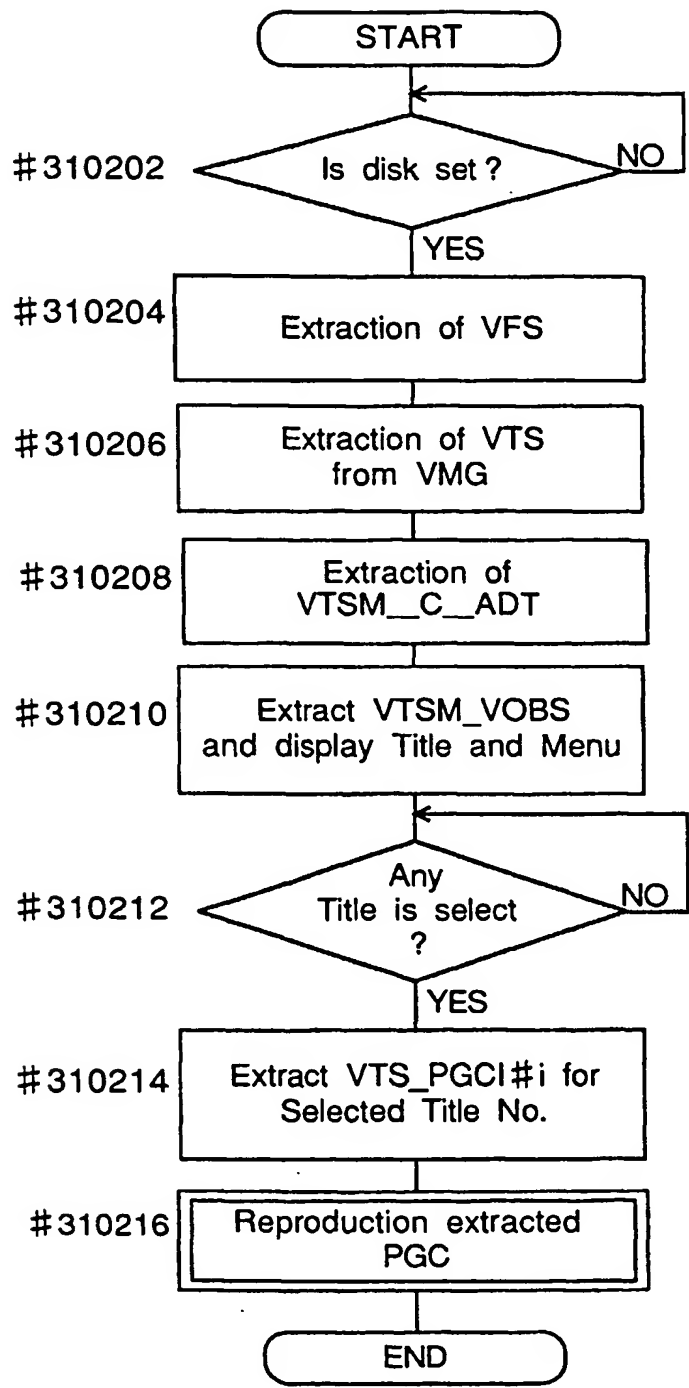 START
#310202
Is disk set?
NO
YES
#310204
Extraction of VFS
#310206
Extraction of VTS
from VMG
#310208
Extraction of
VTSM__C__ADT
#310210
Extract VTSM_VOBS
and display Title and Menu
#310212
Any
Title is select
?
NO
YES
#310214
Extract VTS_PGCI#i for
Selected Title No.
#310216
Reproduction extracted
PGC
END